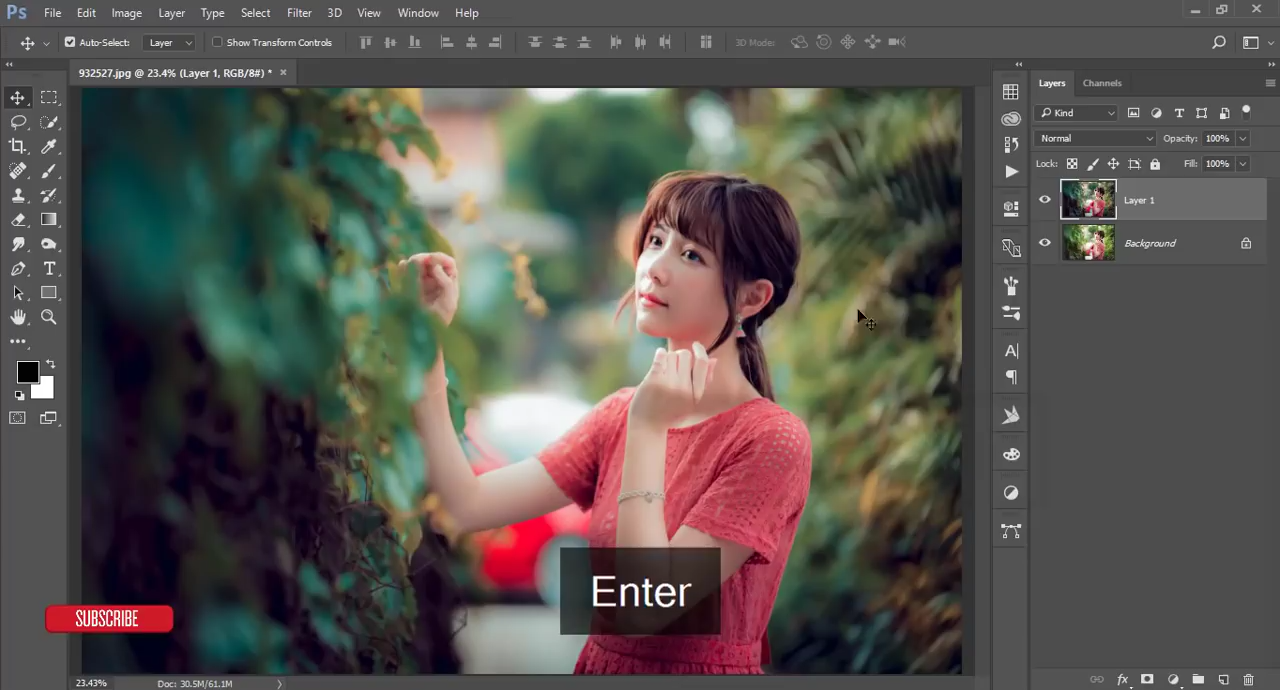 Ps File Edit Image Layer Type Select Filter 3D View Window Help
Auto-Select: Layer Show Transform Controls 3D Mode:
932527.jpg @ 23.4% (Layer 1, RGB/8#) * ×
Layers Channels
Kind
Normal Opacity: 100%
Lock: Fill: 100%
Layer 1
Background
Enter
SUBSCRIBE
23.43% Doc: 30.5M/61.1M